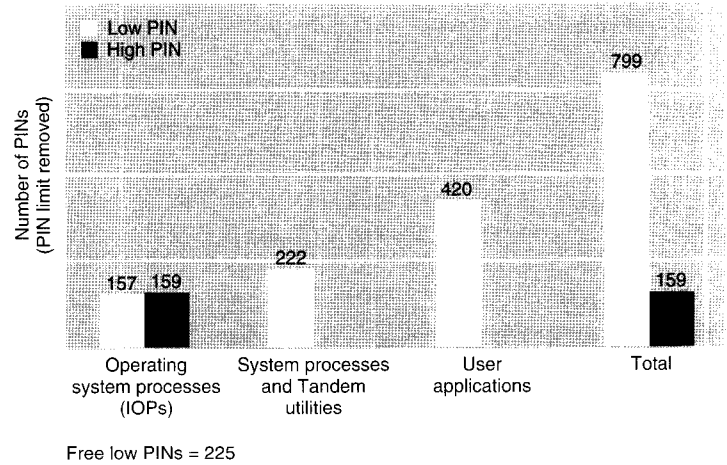 Low PIN
High PIN
Number of PINs
(PIN limit removed)
799
420
222
157 159
159
Operating
system processes
(IOPs)
System processes
and Tandem
utilities
User
applications
Total
Free low PINs = 225